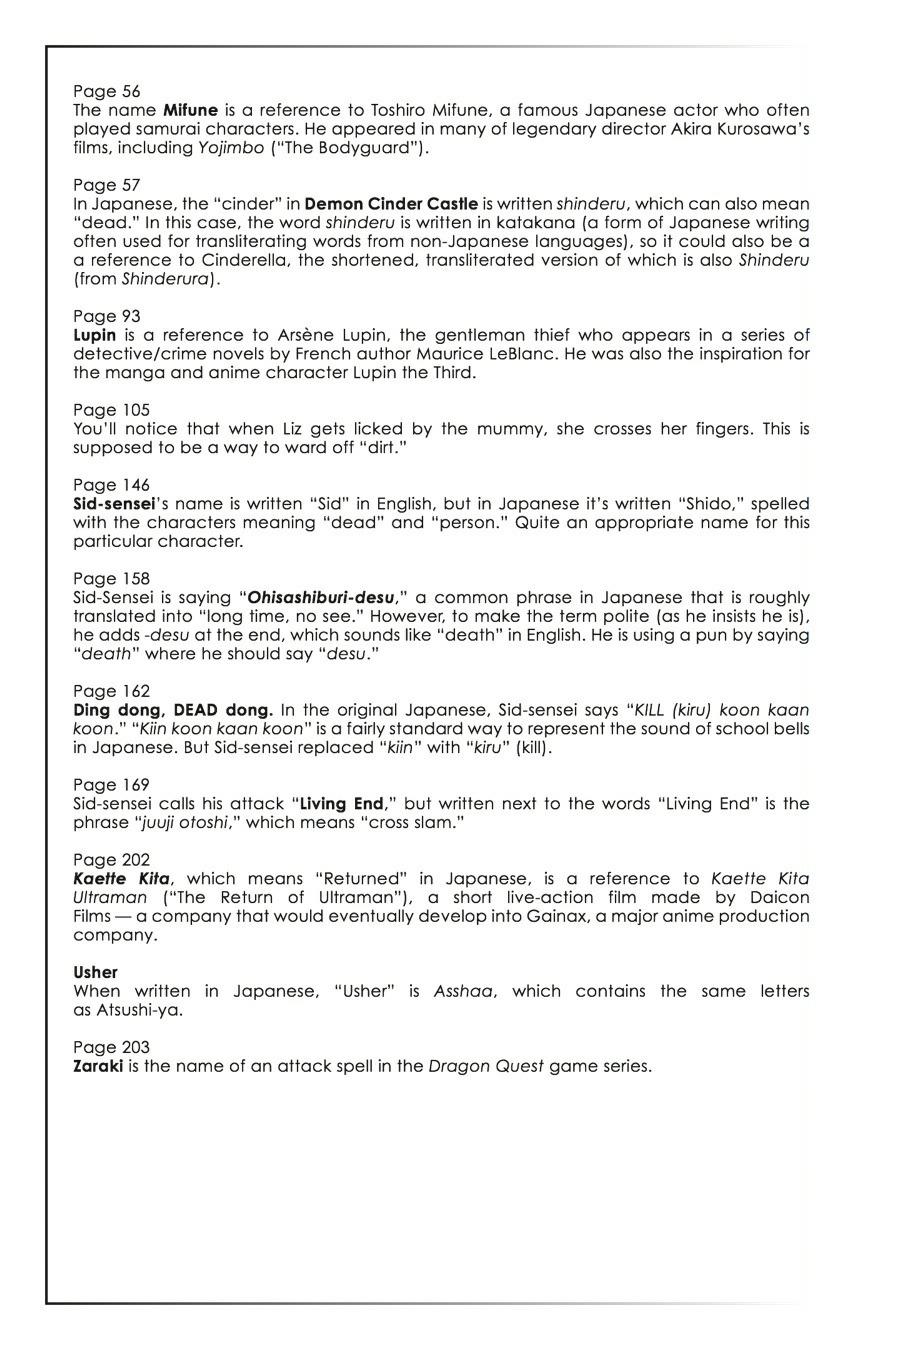 Page 56
The name Mifune is a reference to Toshiro Mifune, a famous Japanese actor who often
played samurai characters. He appeared in many of legendary director Akira Kurosawa's
films, including Yojimbo (“The Bodyguard”).
Page 57
In Japanese, the “cinder” in Demon Cinder Castle is written shinderu, which can also mean
“dead.” In this case, the word shinderu is written in katakana (a form of Japanese writing
often used for transliterating words from non-Japanese languages), so it could also be a
a reference to Cinderella, the shortened, transliterated version of which is also Shinderu
(from Shinderura).
Page 93
Lupin is a reference to Arsène Lupin, the gentleman thief who appears in a series of
detective/crime novels by French author Maurice LeBlanc. He was also the inspiration for
the manga and anime character Lupin the Third.
Page 105
You'll notice that when Liz gets licked by the mummy, she crosses her fingers. This is
supposed to be a way to ward off “dirt.”
Page 146
Sid-sensei's name is written “Sid” in English, but in Japanese it's written “Shido,” spelled
with the characters meaning “dead” and “person.” Quite an appropriate name for this
particular character.
Page 158
Sid-Sensei is saying “Ohisashiburi-desu,” a common phrase in Japanese that is roughly
translated into “long time, no see.” However, to make the term polite (as he insists he is),
he adds -desu at the end, which sounds like “death” in English. He is using a pun by saying
“death” where he should say “desu.”
Page 162
Ding dong, DEAD dong. In the original Japanese, Sid-sensei says “KILL (kiru) koon kaan
koon.” “Kiin koon kaan koon” is a fairly standard way to represent the sound of school bells
in Japanese. But Sid-sensei replaced “kiin” with “kiru” (kill).
Page 169
Sid-sensei calls his attack “Living End,” but written next to the words “Living End” is the
phrase “juuji otoshi,” which means “cross slam.”
Page 202
Kaette Kita, which means “Returned” in Japanese, is a reference to Kaette Kita
Ultraman (“The Return of Ultraman”), a short live-action film made by Daicon
Films — a company that would eventually develop into Gainax, a major anime production
company.
Usher
When written in Japanese, “Usher” is Asshaa, which contains the same letters
as Atsushi-ya.
Page 203
Zaraki is the name of an attack spell in the Dragon Quest game series.